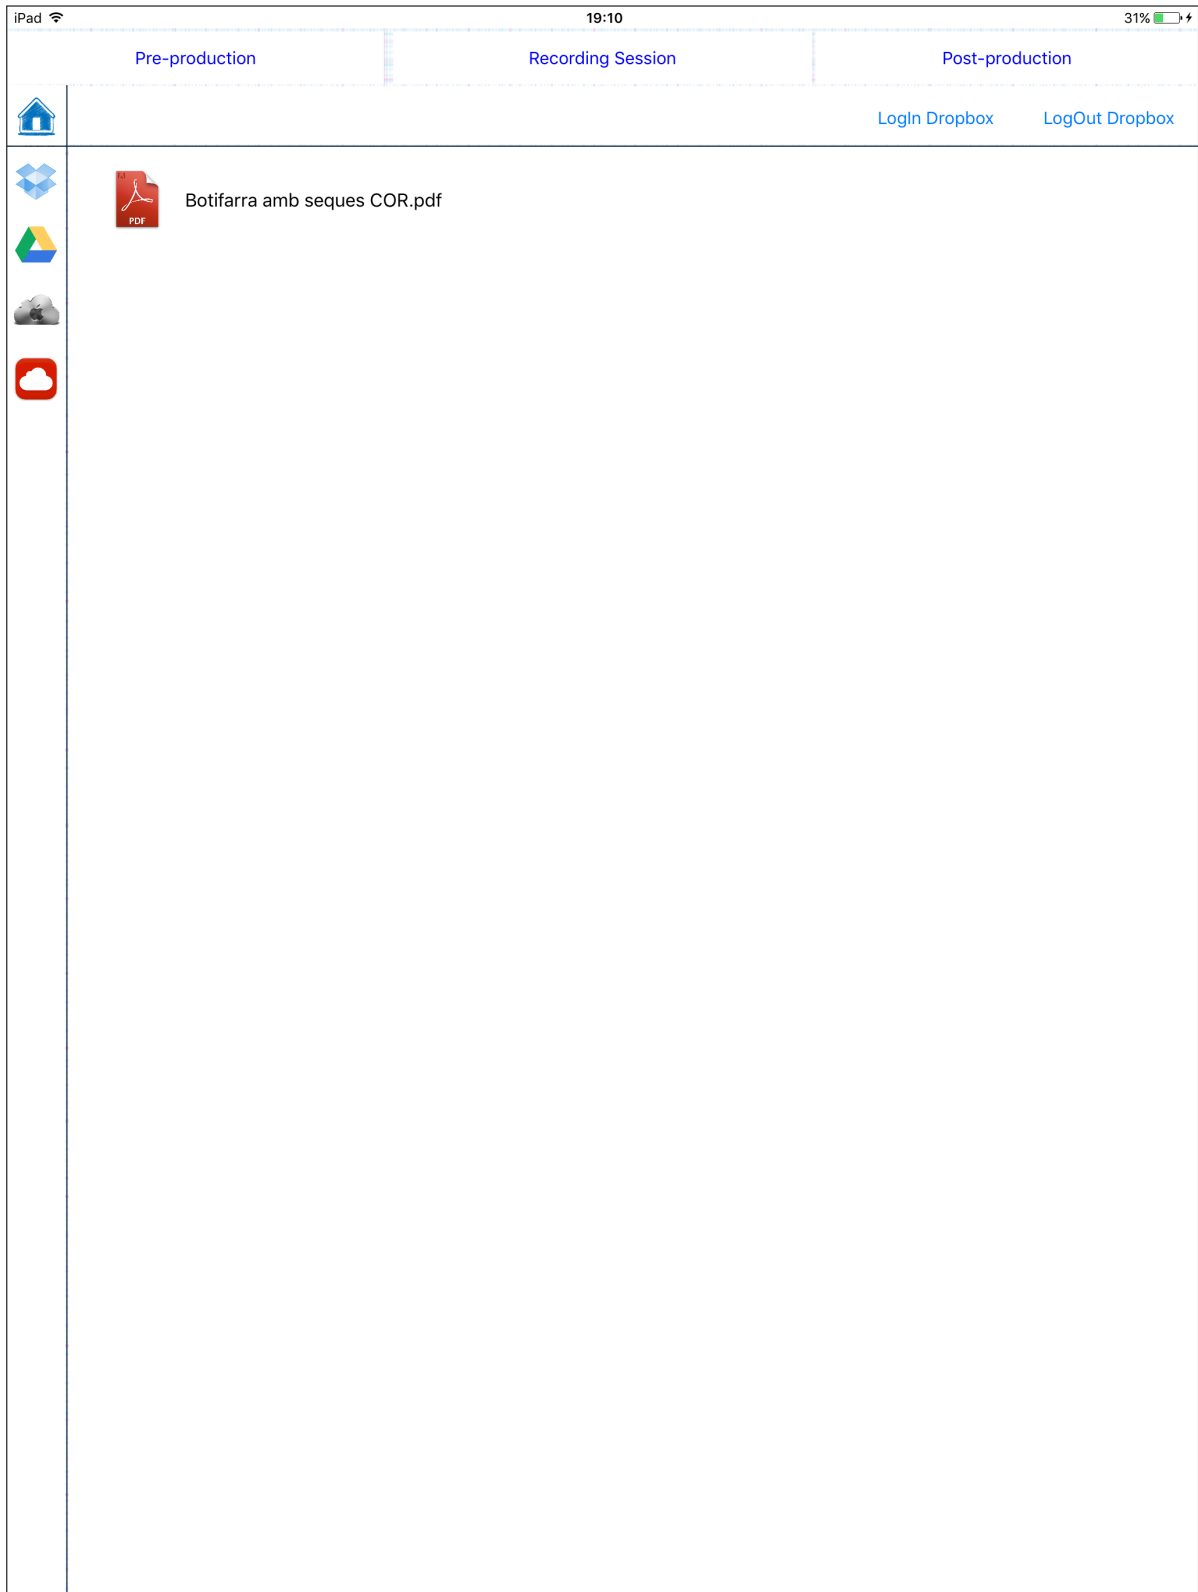 iPad 19:10 31%
Pre-production Recording Session Post-production
LogIn Dropbox LogOut Dropbox
Botifarra amb seques COR.pdf
PDF